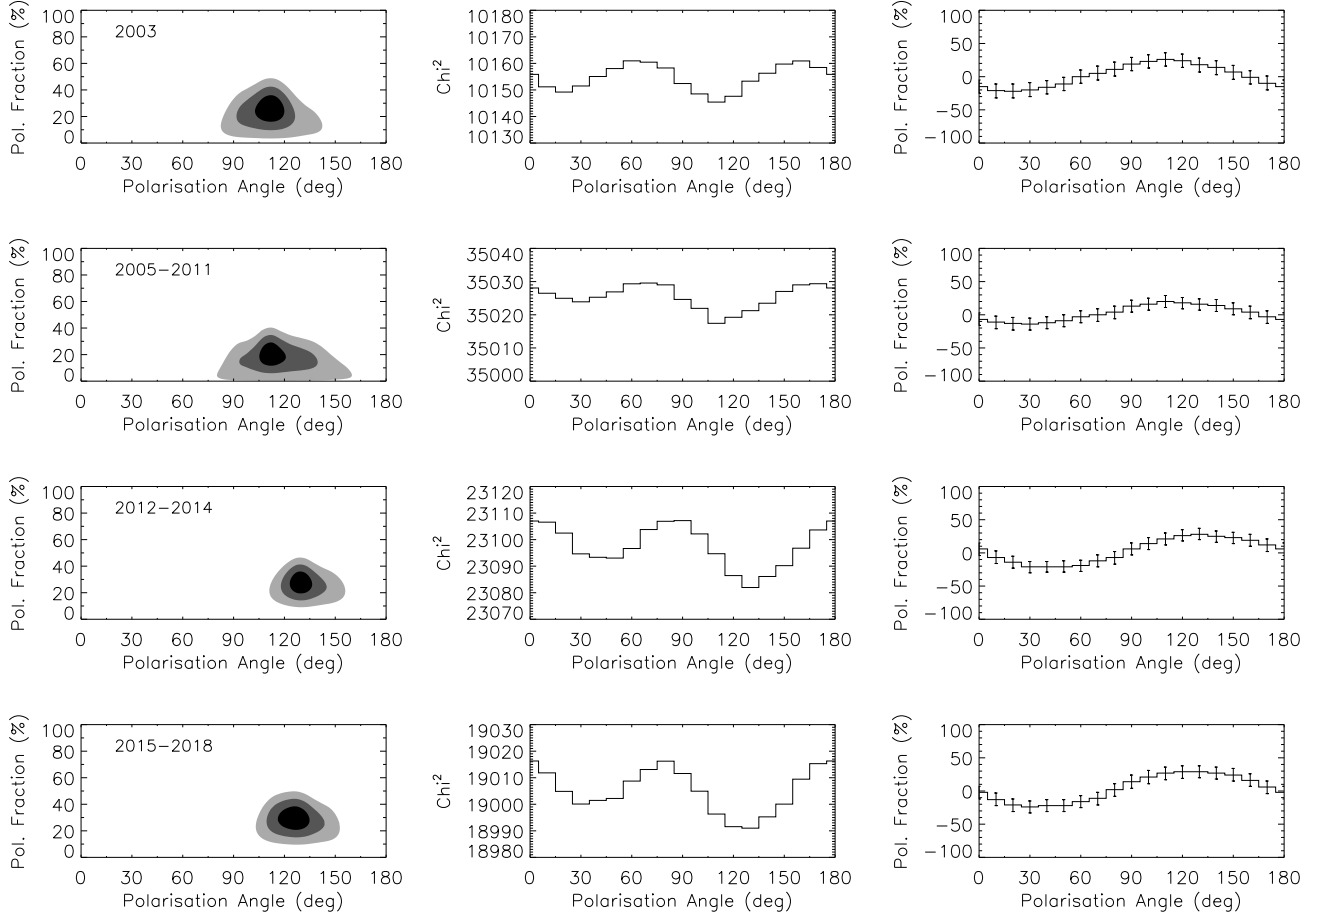 Pol. Fraction (%)
100
80
60
40
20
0
2003
0 30 60 90 120 150 180
Polarisation Angle (deg)
Chi²
10180
10170
10160
10150
10140
10130
0 30 60 90 120 150 180
Polarisation Angle (deg)
Pol. Fraction (%)
100
50
0
−50
−100
0 30 60 90 120 150 180
Polarisation Angle (deg)
Pol. Fraction (%)
100
80
60
40
20
0
2005−2011
0 30 60 90 120 150 180
Polarisation Angle (deg)
Chi²
35040
35030
35020
35010
35000
0 30 60 90 120 150 180
Polarisation Angle (deg)
Pol. Fraction (%)
100
50
0
−50
−100
0 30 60 90 120 150 180
Polarisation Angle (deg)
Pol. Fraction (%)
100
80
60
40
20
0
2012−2014
0 30 60 90 120 150 180
Polarisation Angle (deg)
Chi²
23120
23110
23100
23090
23080
23070
0 30 60 90 120 150 180
Polarisation Angle (deg)
Pol. Fraction (%)
100
50
0
−50
−100
0 30 60 90 120 150 180
Polarisation Angle (deg)
Pol. Fraction (%)
100
80
60
40
20
0
2015−2018
0 30 60 90 120 150 180
Polarisation Angle (deg)
Chi²
19030
19020
19010
19000
18990
18980
0 30 60 90 120 150 180
Polarisation Angle (deg)
Pol. Fraction (%)
100
50
0
−50
−100
0 30 60 90 120 150 180
Polarisation Angle (deg)